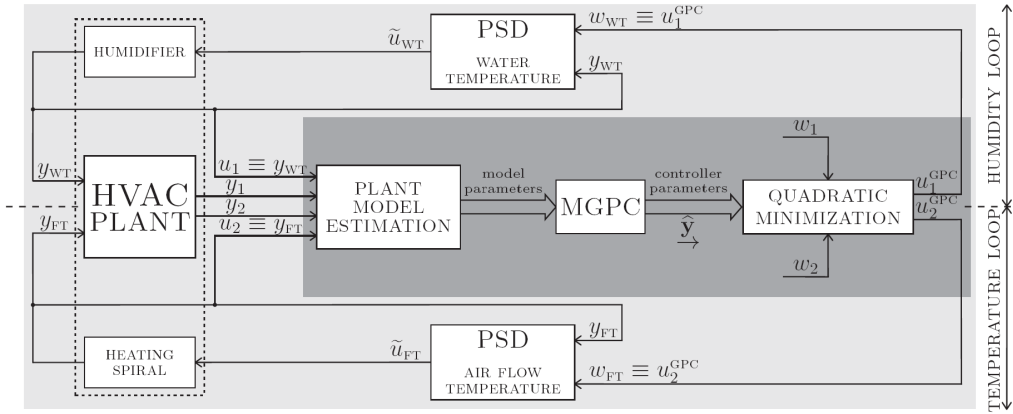 w_WT ≡ u_1^GPC
PSD
WATER
TEMPERATURE
ũ_WT
HUMIDIFIER
y_WT
HUMIDITY LOOP
w_1
y_WT
u_1 ≡ y_WT
y_1
y_2
u_2 ≡ y_FT
HVAC
PLANT
y_FT
PLANT
MODEL
ESTIMATION
model
parameters
MGPC
controller
parameters
ŷ
QUADRATIC
MINIMIZATION
u_1^GPC
u_2^GPC
w_2
TEMPERATURE LOOP
y_FT
PSD
AIR FLOW
TEMPERATURE
ũ_FT
HEATING
SPIRAL
w_FT ≡ u_2^GPC